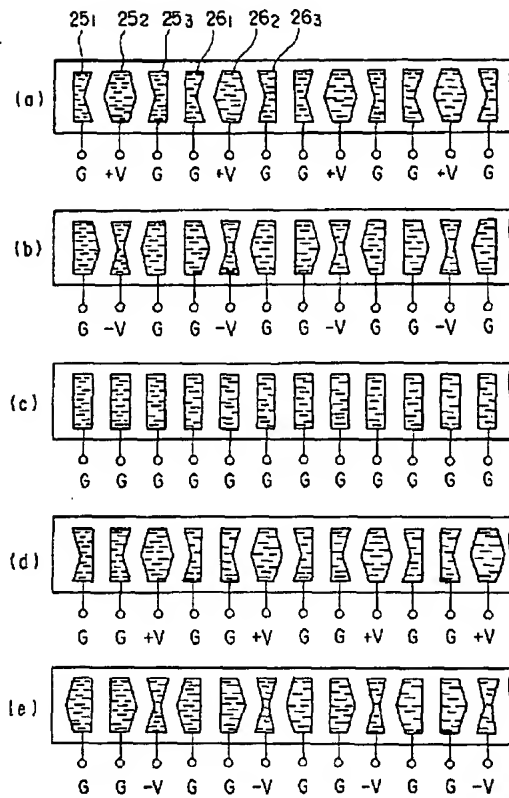 25₁ 25₂ 25₃ 26₁ 26₂ 26₃
(a)
G +V G G +V G G +V G G +V G
(b)
G -V G G -V G G -V G G -V G
(c)
G G G G G G G G G G G G
(d)
G G +V G G +V G G +V G G +V
(e)
G G -V G G -V G G -V G G -V